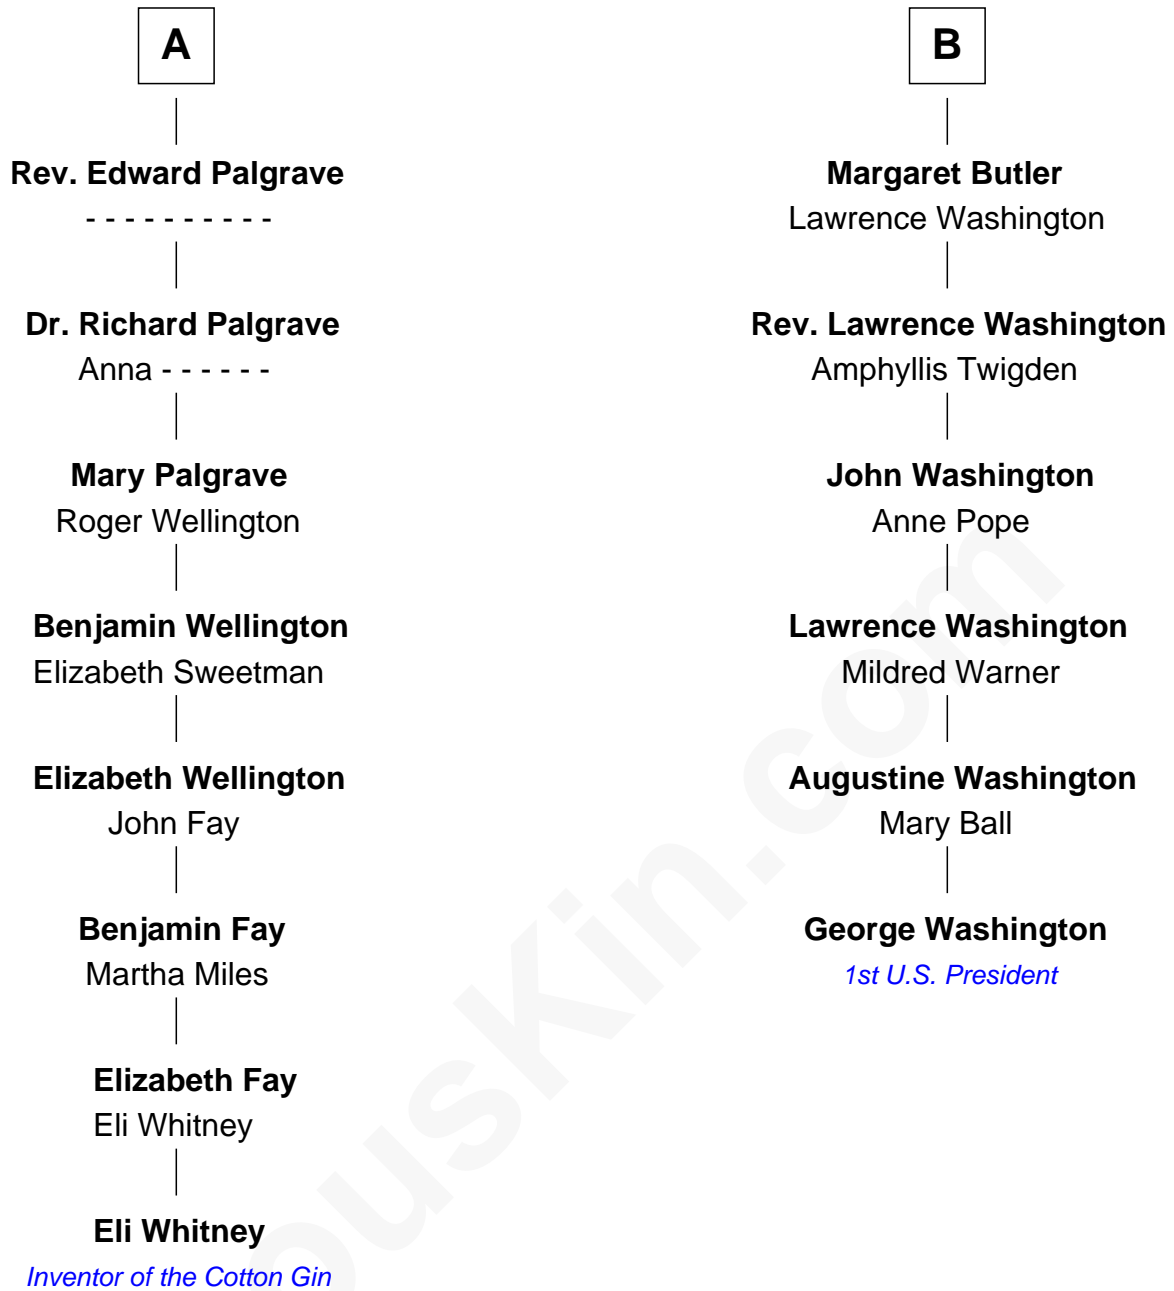 A
Rev. Edward Palgrave
- - - - - - - - - -
Dr. Richard Palgrave
Anna - - - - - -
Mary Palgrave
Roger Wellington
Benjamin Wellington
Elizabeth Sweetman
Elizabeth Wellington
John Fay
Benjamin Fay
Martha Miles
Elizabeth Fay
Eli Whitney
Eli Whitney
Inventor of the Cotton Gin
B
Margaret Butler
Lawrence Washington
Rev. Lawrence Washington
Amphyllis Twigden
John Washington
Anne Pope
Lawrence Washington
Mildred Warner
Augustine Washington
Mary Ball
George Washington
1st U.S. President
ousKin.com